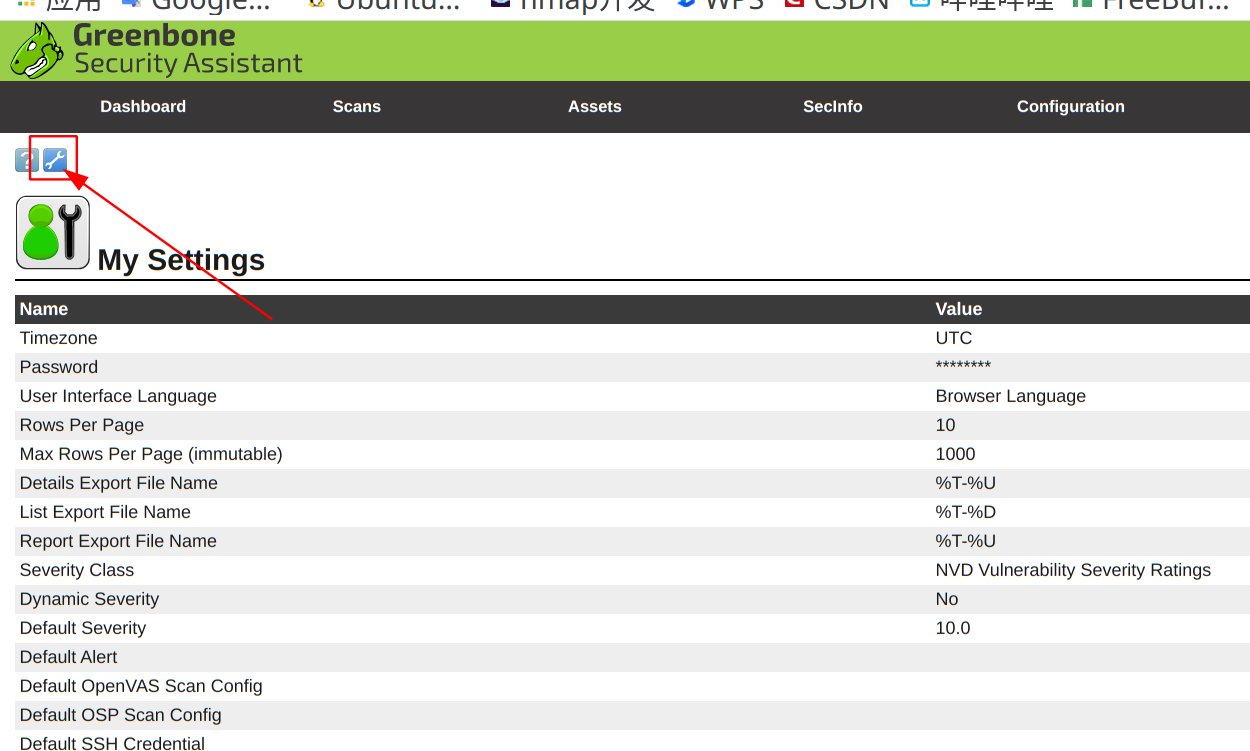 应用 Google... Ubuntu... nmap开发 WPS CSDN 哔哩哔哩 FreeBuf...
Greenbone
Security Assistant
Dashboard Scans Assets SecInfo Configuration
?
My Settings
Name Value
Timezone UTC
Password ********
User Interface Language Browser Language
Rows Per Page 10
Max Rows Per Page (immutable) 1000
Details Export File Name %T-%U
List Export File Name %T-%D
Report Export File Name %T-%U
Severity Class NVD Vulnerability Severity Ratings
Dynamic Severity No
Default Severity 10.0
Default Alert
Default OpenVAS Scan Config
Default OSP Scan Config
Default SSH Credential